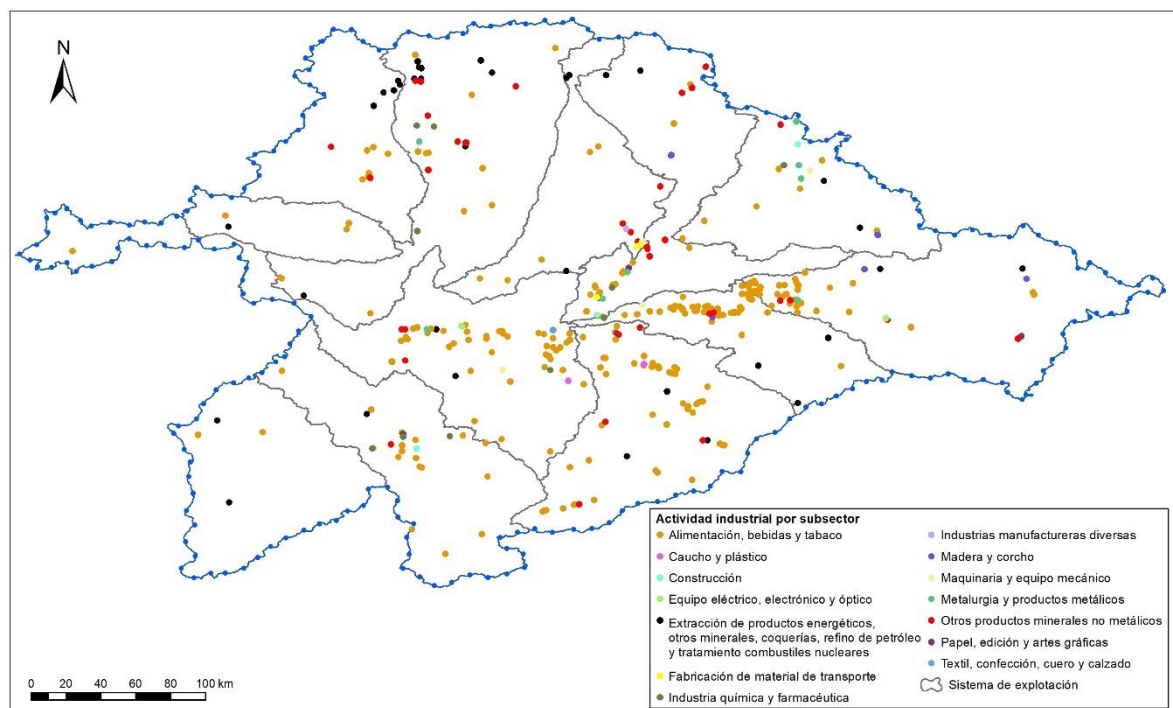 N
Actividad industrial por subsector
Alimentación, bebidas y tabaco
Caucho y plástico
Construcción
Equipo eléctrico, electrónico y óptico
Extracción de productos energéticos,
otros minerales, coquerías, refino de petróleo
y tratamiento combustibles nucleares
Fabricación de material de transporte
Industria química y farmacéutica
Industrias manufactureras diversas
Madera y corcho
Maquinaria y equipo mecánico
Metalurgia y productos metálicos
Otros productos minerales no metálicos
Papel, edición y artes gráficas
Textil, confección, cuero y calzado
Sistema de explotación
0 20 40 60 80 100 km